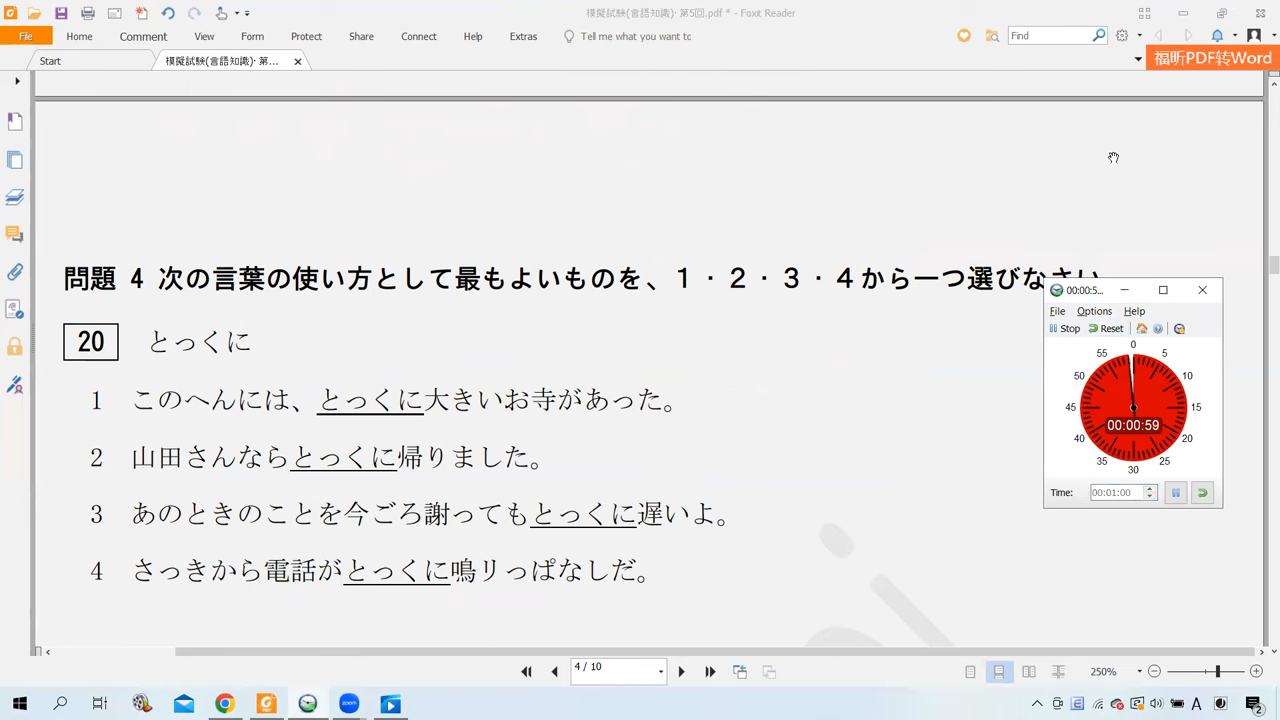 模擬試験(言語知識)· 第5回.pdf * - Foxit Reader
File Home Comment View Form Protect Share Connect Help Extras Tell me what you want to Find
Start 模擬試験(言語知識)· 第... 福昕PDF转Word
問題 4 次の言葉の使い方として最もよいものを、1・2・3・4から一つ選びなさい
20 とっくに
1 このへんには、とっくに大きいお寺があった。
2 山田さんならとっくに帰りました。
3 あのときのことを今ごろ謝ってもとっくに遅いよ。
4 さっきから電話がとっくに鳴リっぱなしだ。
00:00:5...
File Options Help
Stop Reset
0
55 5
50 10
45 15
00:00:59
40 20
35 25
30
Time: 00:01:00
4 / 10 250%
zoom A 2